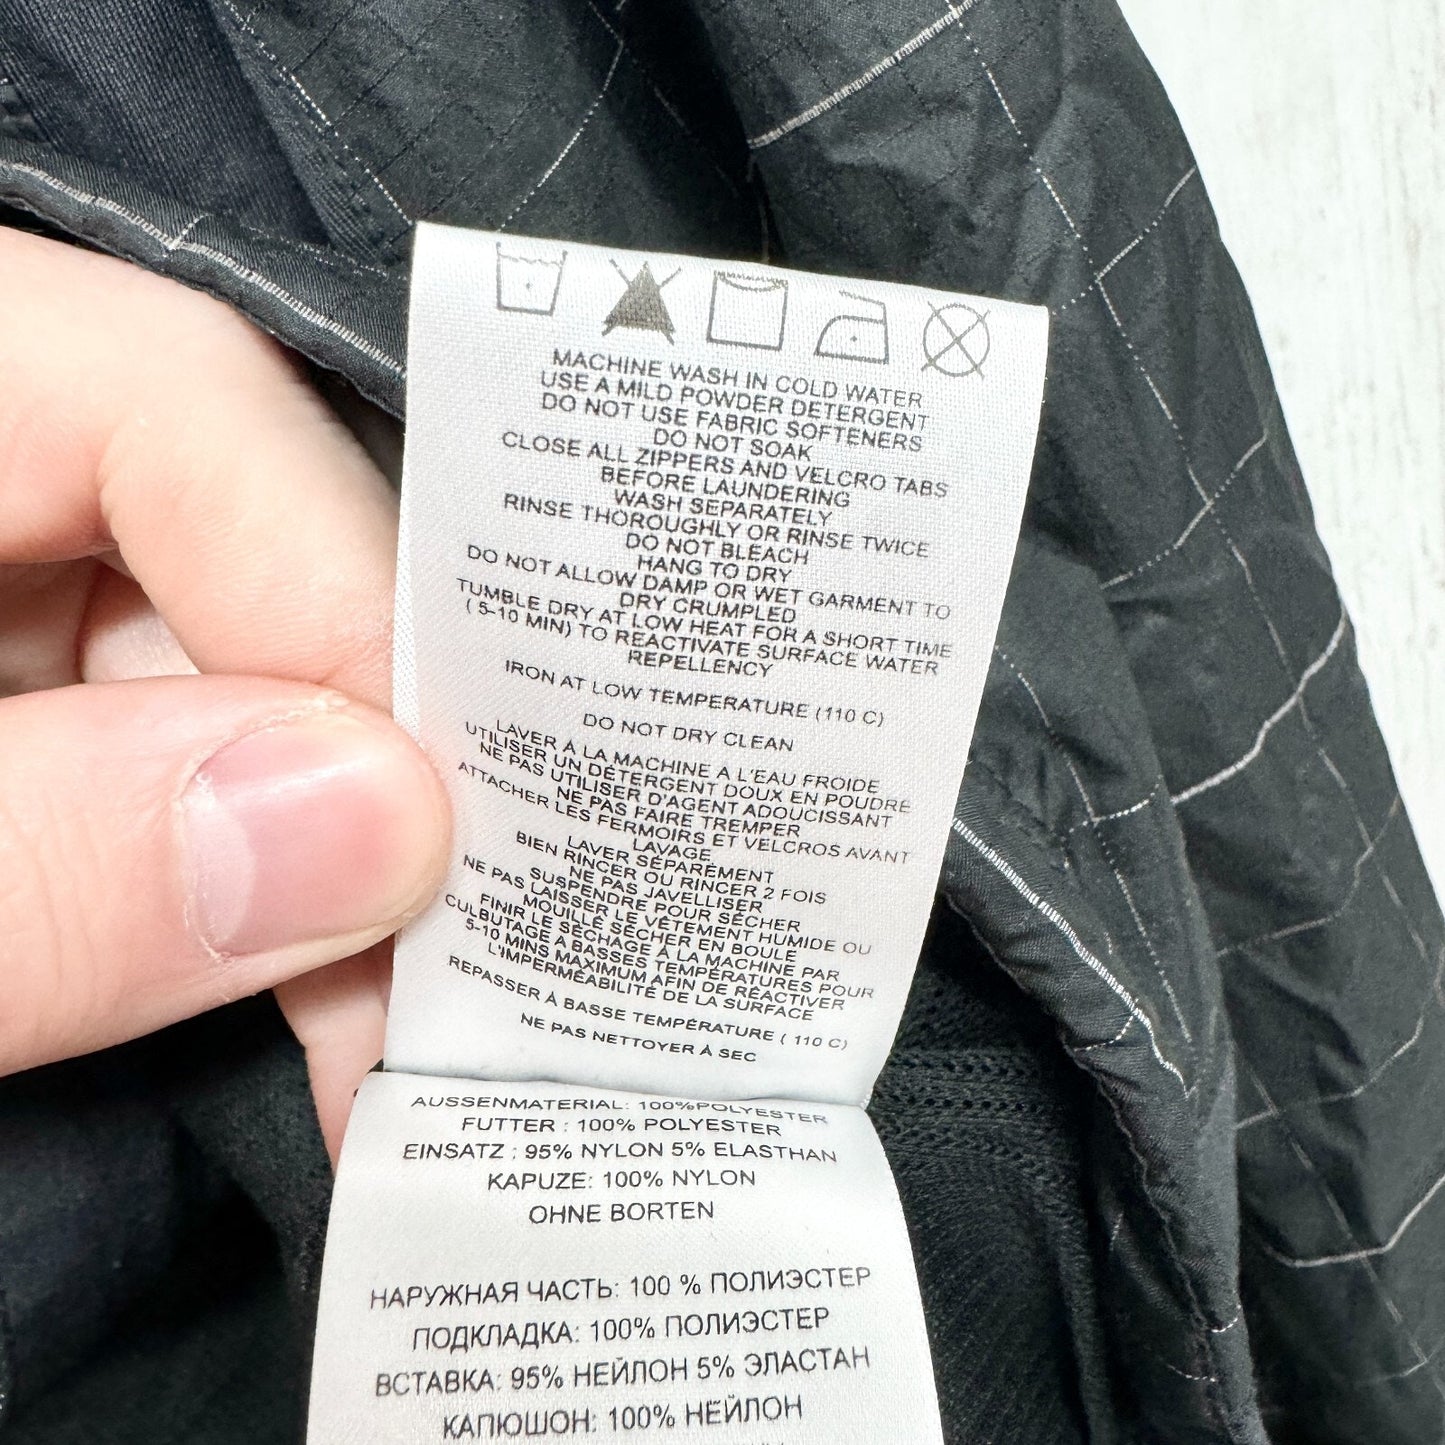 MACHINE WASH IN COLD WATER
USE A MILD POWDER DETERGENT
DO NOT USE FABRIC SOFTENERS
DO NOT SOAK
CLOSE ALL ZIPPERS AND VELCRO TABS
BEFORE LAUNDERING
WASH SEPARATELY
RINSE THOROUGHLY OR RINSE TWICE
DO NOT BLEACH
HANG TO DRY
DO NOT ALLOW DAMP OR WET GARMENT TO
DRY CRUMPLED
TUMBLE DRY AT LOW HEAT FOR A SHORT TIME
( 5-10 MIN) TO REACTIVATE SURFACE WATER
REPELLENCY
IRON AT LOW TEMPERATURE (110 C)
DO NOT DRY CLEAN
LAVER À LA MACHINE A L'EAU FROIDE
UTILISER UN DÉTERGENT DOUX EN POUDRE
NE PAS UTILISER D'AGENT ADOUCISSANT
NE PAS FAIRE TREMPER
ATTACHER LES FERMOIRS ET VELCROS AVANT
LAVAGE
LAVER SÉPARÉMENT
BIEN RINCER OU RINCER 2 FOIS
NE PAS JAVELLISER
SUSPENDRE POUR SÉCHER
NE PAS LAISSER LE VÊTEMENT HUMIDE OU
MOUILLÉ SÉCHER EN BOULE
FINIR LE SÉCHAGE À LA MACHINE PAR
CULBUTAGE A BASSES TEMPÉRATURES POUR
5-10 MINS MAXIMUM AFIN DE RÉACTIVER
L'IMPERMÉABILITÉ DE LA SURFACE
REPASSER À BASSE TEMPÉRATURE ( 110 C)
NE PAS NETTOYER À SEC
AUSSENMATERIAL: 100%POLYESTER
FUTTER : 100% POLYESTER
EINSATZ : 95% NYLON 5% ELASTHAN
KAPUZE: 100% NYLON
OHNE BORTEN
НАРУЖНАЯ ЧАСТЬ: 100 % ПОЛИЭСТЕР
ПОДКЛАДКА: 100% ПОЛИЭСТЕР
ВСТАВКА: 95% НЕЙЛОН 5% ЭЛАСТАН
КАПЮШОН: 100% НЕЙЛОН